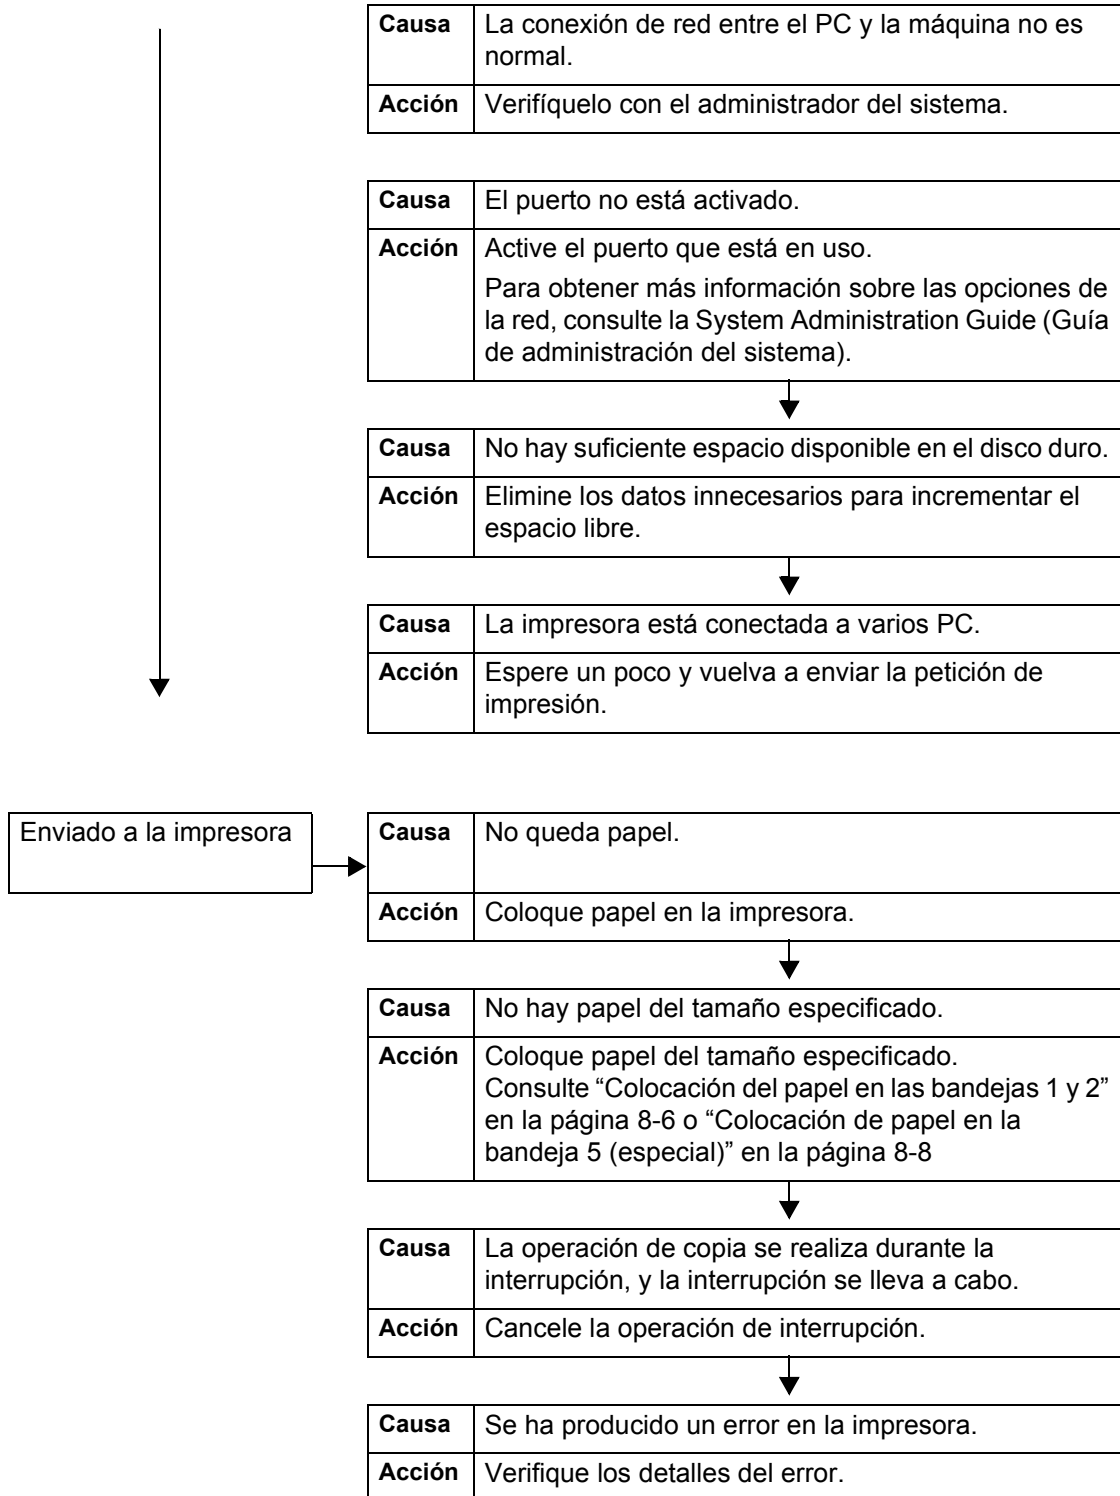 Causa La conexión de red entre el PC y la máquina no es
normal.
Acción Verifíquelo con el administrador del sistema.
Causa El puerto no está activado.
Acción Active el puerto que está en uso.
Para obtener más información sobre las opciones de
la red, consulte la System Administration Guide (Guía
de administración del sistema).
Causa No hay suficiente espacio disponible en el disco duro.
Acción Elimine los datos innecesarios para incrementar el
espacio libre.
Causa La impresora está conectada a varios PC.
Acción Espere un poco y vuelva a enviar la petición de
impresión.
Enviado a la impresora Causa No queda papel.
Acción Coloque papel en la impresora.
Causa No hay papel del tamaño especificado.
Acción Coloque papel del tamaño especificado.
Consulte “Colocación del papel en las bandejas 1 y 2”
en la página 8-6 o “Colocación de papel en la
bandeja 5 (especial)” en la página 8-8
Causa La operación de copia se realiza durante la
interrupción, y la interrupción se lleva a cabo.
Acción Cancele la operación de interrupción.
Causa Se ha producido un error en la impresora.
Acción Verifique los detalles del error.